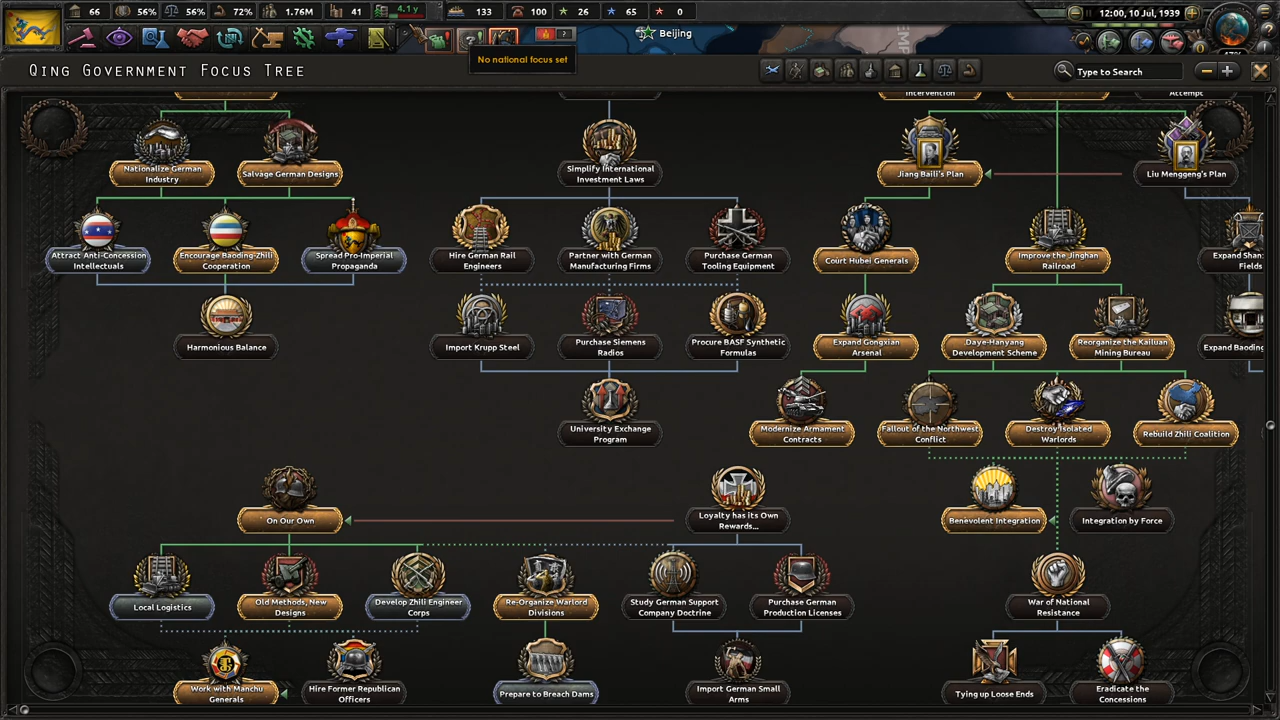 66
56%
56%
72%
1.76M
41
4.1 y
133
100
26
65
0
12:00, 10 Jul, 1939
Beijing
EMP
No national focus set
Qing Government Focus Tree
Type to Search
Intervention
Attempt
Nationalize German
Industry
Salvage German Designs
Simplify International
Investment Laws
Jiang Baili's Plan
Liu Menggeng's Plan
Attract Anti-Concession
Intellectuals
Encourage Baoding-Zhili
Cooperation
Spread Pro-Imperial
Propaganda
Hire German Rail
Engineers
Partner with German
Manufacturing Firms
Purchase German
Tooling Equipment
Court Hubei Generals
Improve the Jinghan
Railroad
Expand Shan
Fields
Harmonious Balance
Import Krupp Steel
Purchase Siemens
Radios
Procure BASF Synthetic
Formulas
Expand Gongxian
Arsenal
Daye-Hanyang
Development Scheme
Reorganize the Kailuan
Mining Bureau
Expand Baoding
University Exchange
Program
Modernize Armament
Contracts
Fallout of the Northwest
Conflict
Destroy Isolated
Warlords
Rebuild Zhili Coalition
On Our Own
Loyalty has its Own
Rewards...
Benevolent Integration
Integration by Force
Local Logistics
Old Methods, New
Designs
Develop Zhili Engineer
Corps
Re-Organize Warlord
Divisions
Study German Support
Company Doctrine
Purchase German
Production Licenses
War of National
Resistance
Work with Manchu
Generals
Hire Former Republican
Officers
Prepare to Breach Dams
Import German Small
Arms
Tying up Loose Ends
Eradicate the
Concessions